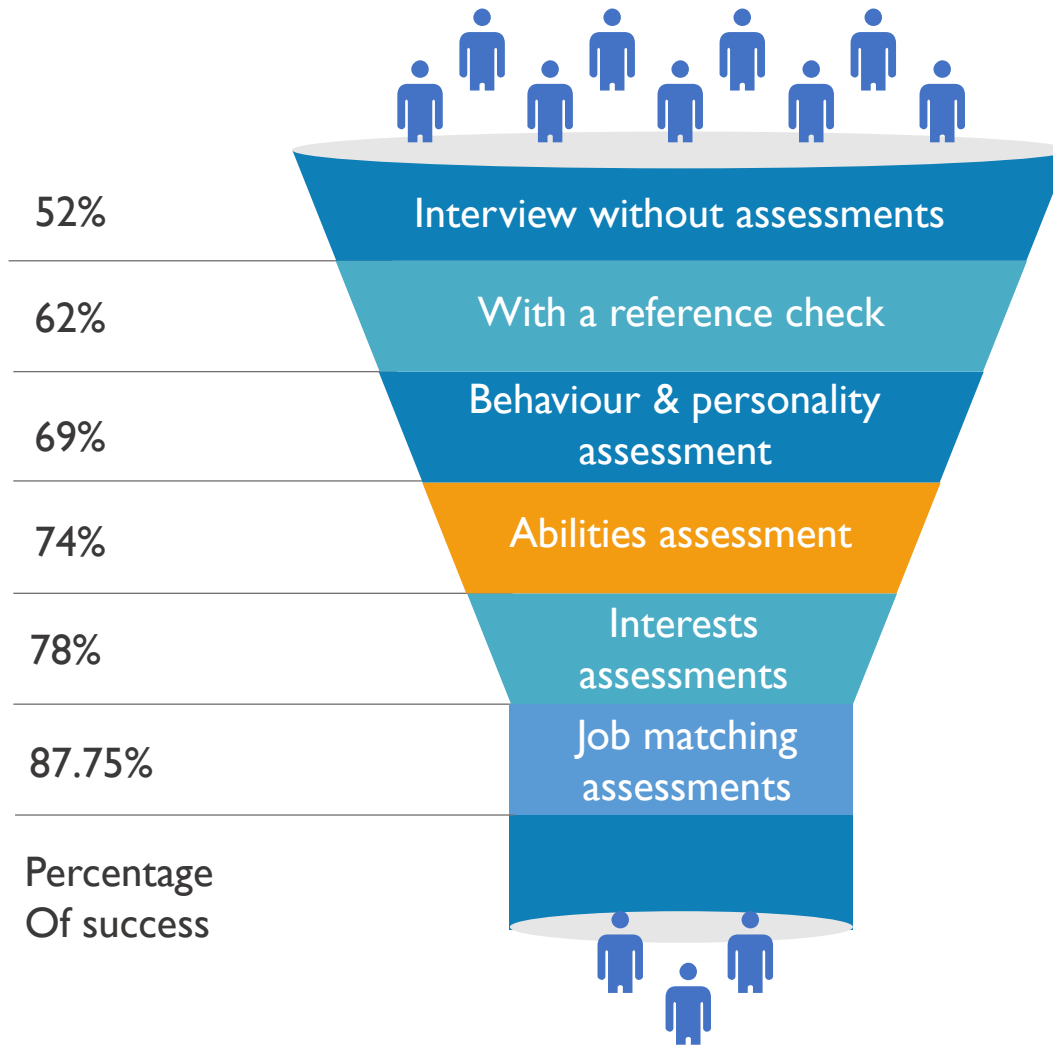 52%
Interview without assessments
62%
With a reference check
69%
Behaviour & personality
assessment
74%
Abilities assessment
78%
Interests
assessments
87.75%
Job matching
assessments
Percentage
Of success